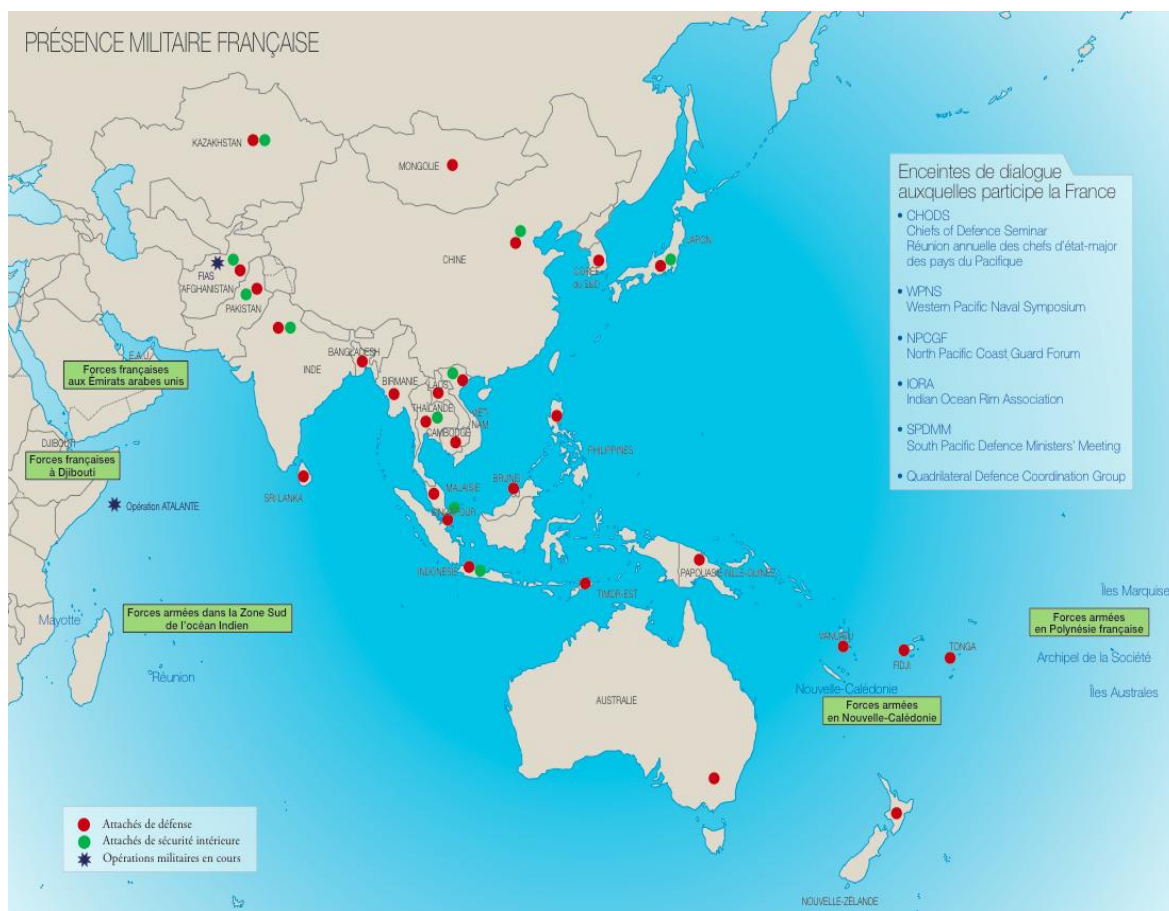 PRÉSENCE MILITAIRE FRANÇAISE
KAZAKHSTAN
MONGOLIE
CHINE
CORÉE
du SUD
JAPON
FIAS
AFGHANISTAN
PAKISTAN
E.A.U.
Forces françaises
aux Émirats arabes unis
INDE
BANGLADESH
BIRMANIE
LAOS
THAÏLANDE
VIET
NAM
CAMBODGE
PHILIPPINES
DJIBOUTI
Forces françaises
à Djibouti
Opération ATALANTE
SRI LANKA
MALAISIE
BRUNEI
SINGAPOUR
INDONÉSIE
TIMOR-EST
PAPOUASIE-NLLE-GUINÉE
Mayotte
Forces armées dans la Zone Sud
de l'océan Indien
Réunion
AUSTRALIE
VANUATU
FIDJI
TONGA
Nouvelle-Calédonie
Forces armées
en Nouvelle-Calédonie
Îles Marquise
Forces armées
en Polynésie française
Archipel de la Société
Îles Australes
NOUVELLE-ZÉLANDE
Enceintes de dialogue
auxquelles participe la France
• CHODS
Chiefs of Defence Seminar
Réunion annuelle des chefs d'état-major
des pays du Pacifique
• WPNS
Western Pacific Naval Symposium
• NPCGF
North Pacific Coast Guard Forum
• IORA
Indian Ocean Rim Association
• SPDMM
South Pacific Defence Ministers' Meeting
• Quadrilateral Defence Coordination Group
Attachés de défense
Attachés de sécurité intérieure
Opérations militaires en cours